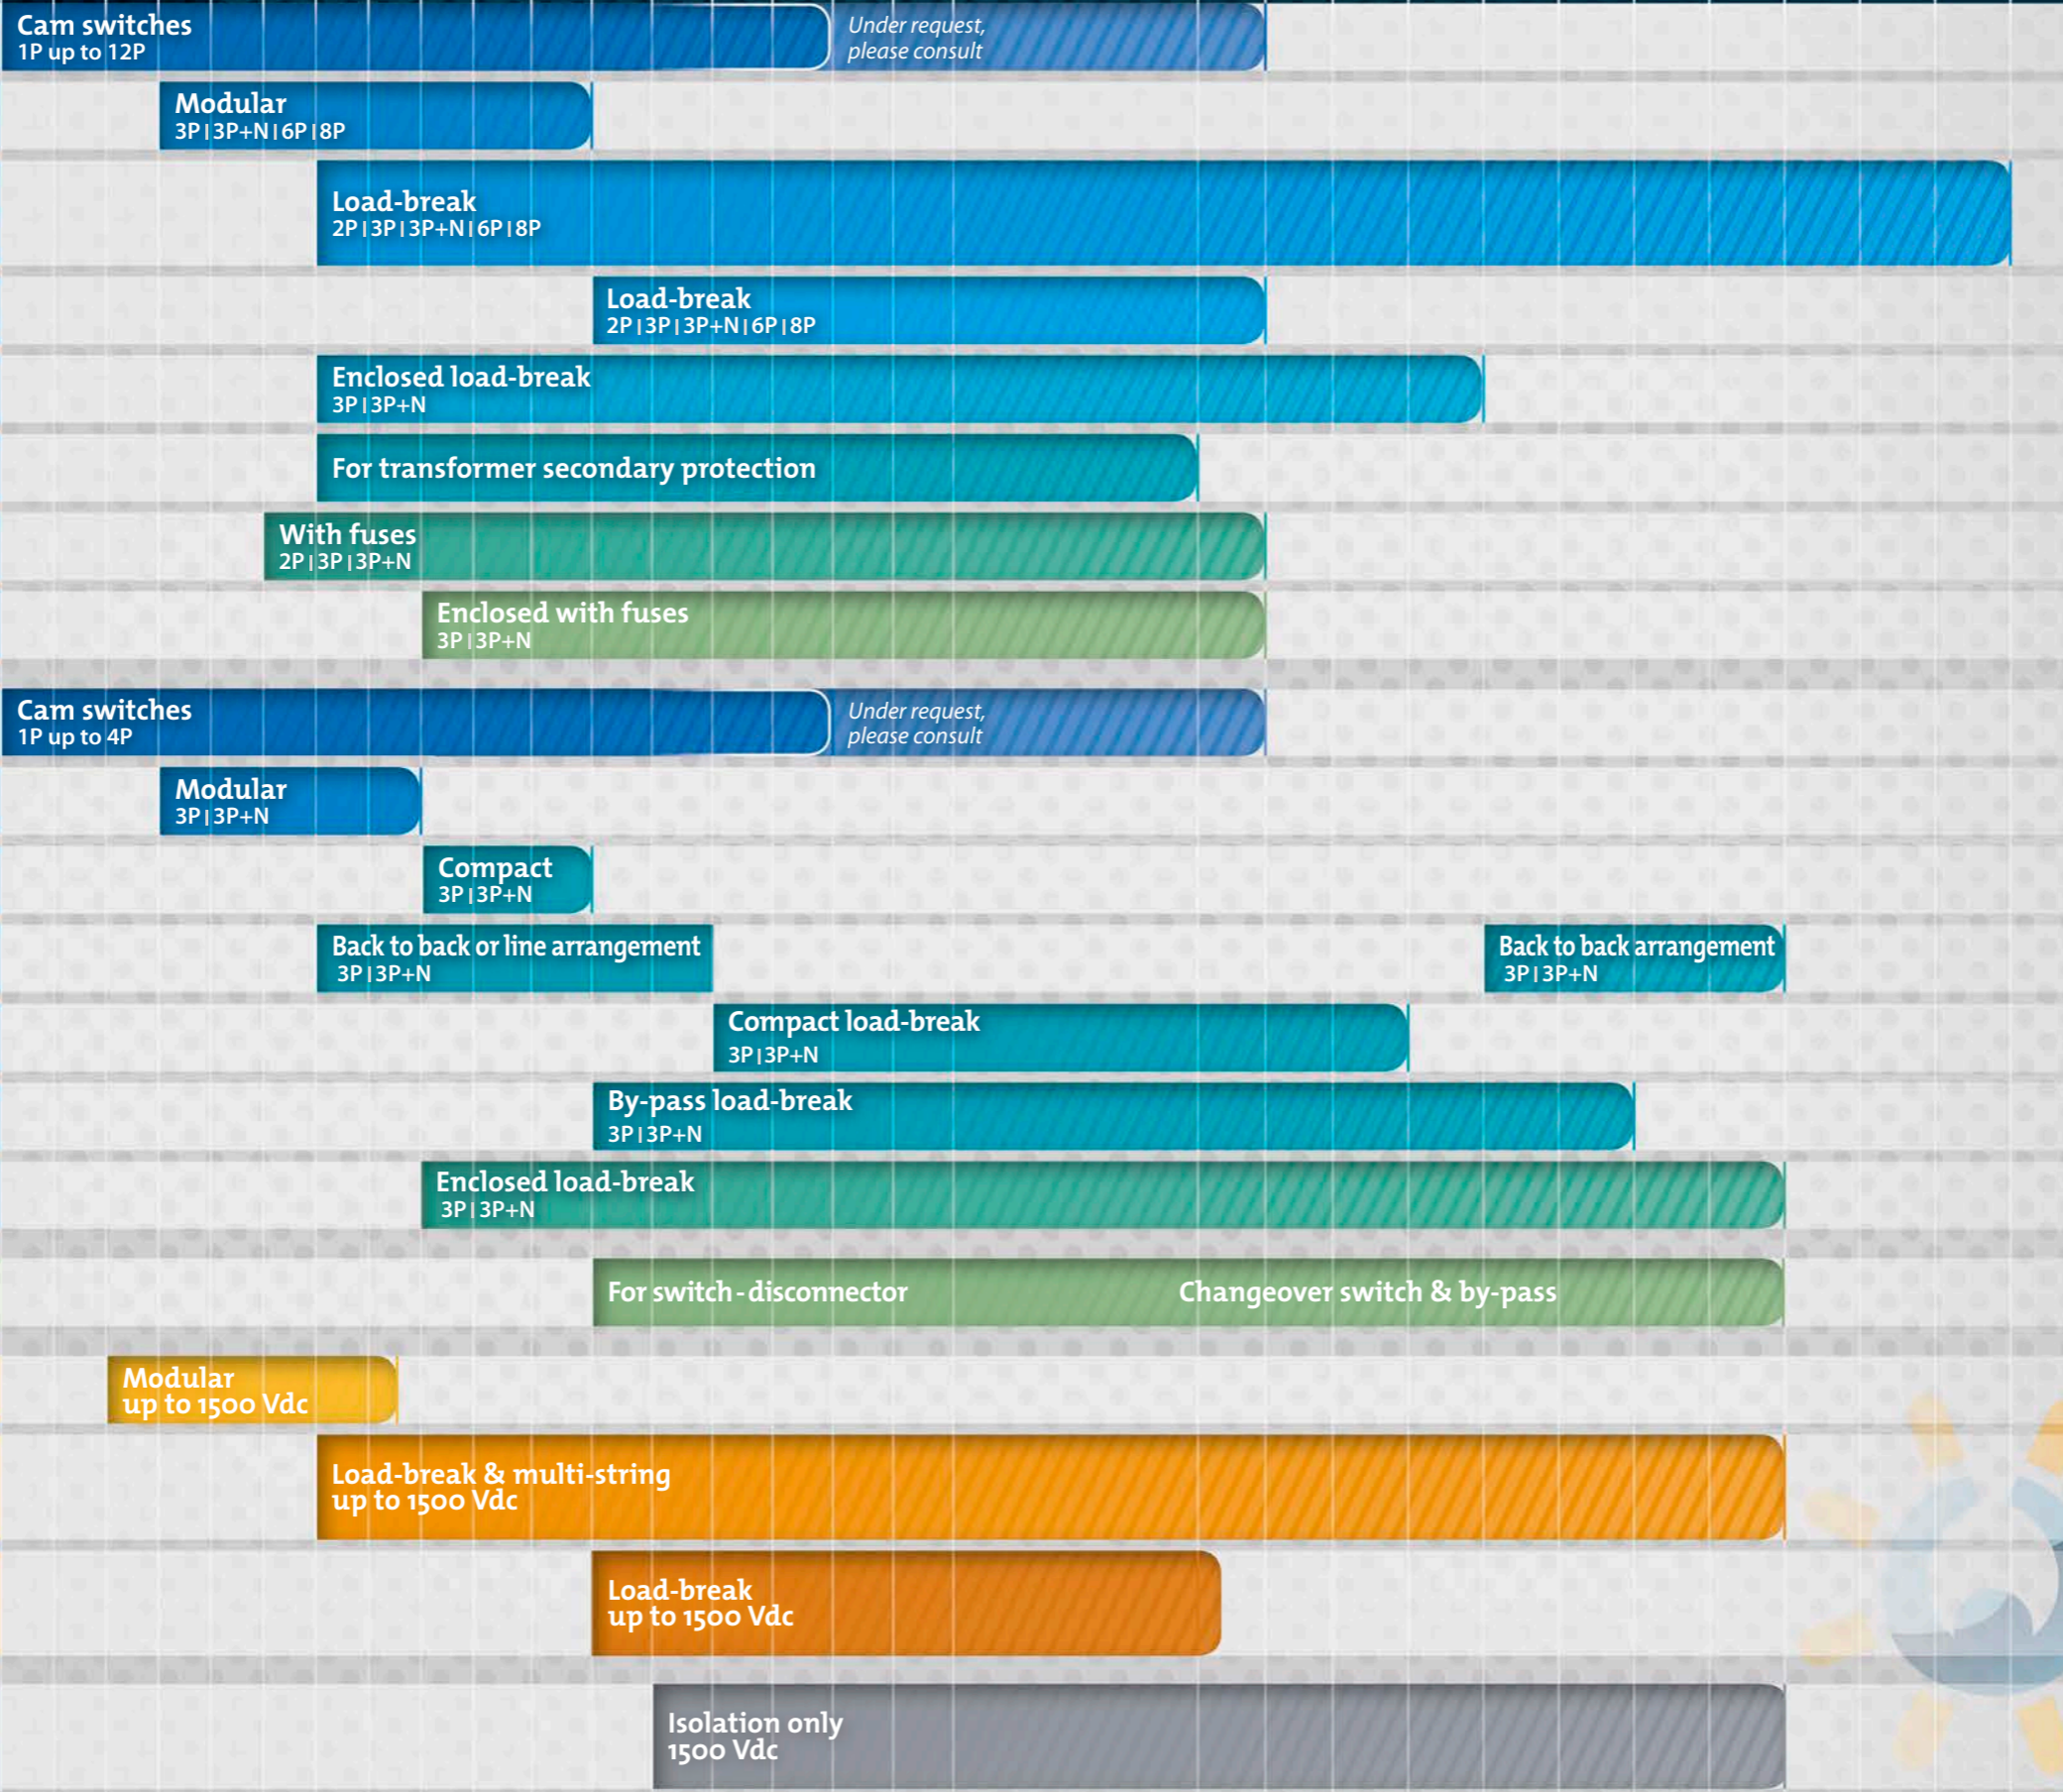 Cam switches
1P up to 12P
Under request,
please consult
Modular
3P|3P+N|6P|8P
Load-break
2P|3P|3P+N|6P|8P
Load-break
2P|3P|3P+N|6P|8P
Enclosed load-break
3P|3P+N
For transformer secondary protection
With fuses
2P|3P|3P+N
Enclosed with fuses
3P|3P+N
Cam switches
1P up to 4P
Under request,
please consult
Modular
3P|3P+N
Compact
3P|3P+N
Back to back or line arrangement
3P|3P+N
Back to back arrangement
3P|3P+N
Compact load-break
3P|3P+N
By-pass load-break
3P|3P+N
Enclosed load-break
3P|3P+N
For switch-disconnector
Changeover switch & by-pass
Modular
up to 1500 Vdc
Load-break & multi-string
up to 1500 Vdc
Load-break
up to 1500 Vdc
Isolation only
1500 Vdc